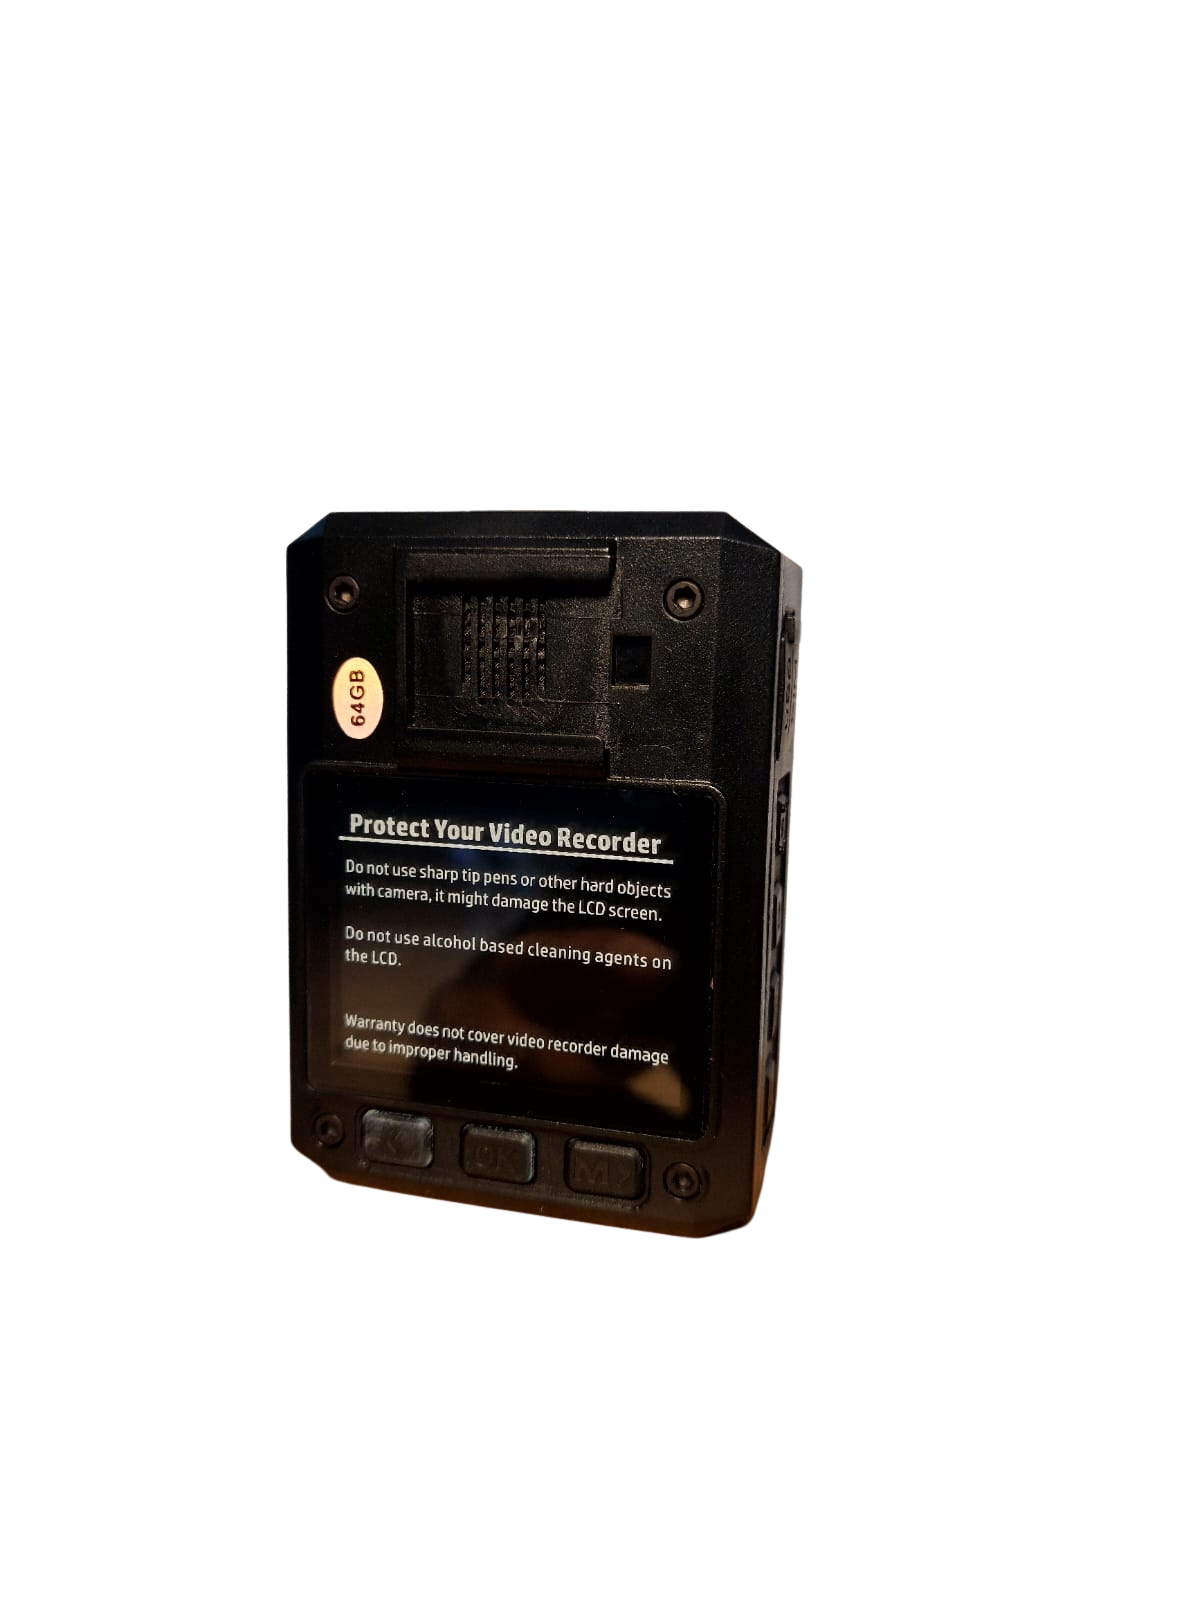 64GB
Protect Your Video Recorder
Do not use sharp tip pens or other hard objects
with camera, it might damage the LCD screen.
Do not use alcohol based cleaning agents on
the LCD.
Warranty does not cover video recorder damage
due to improper handling.
< OK M >